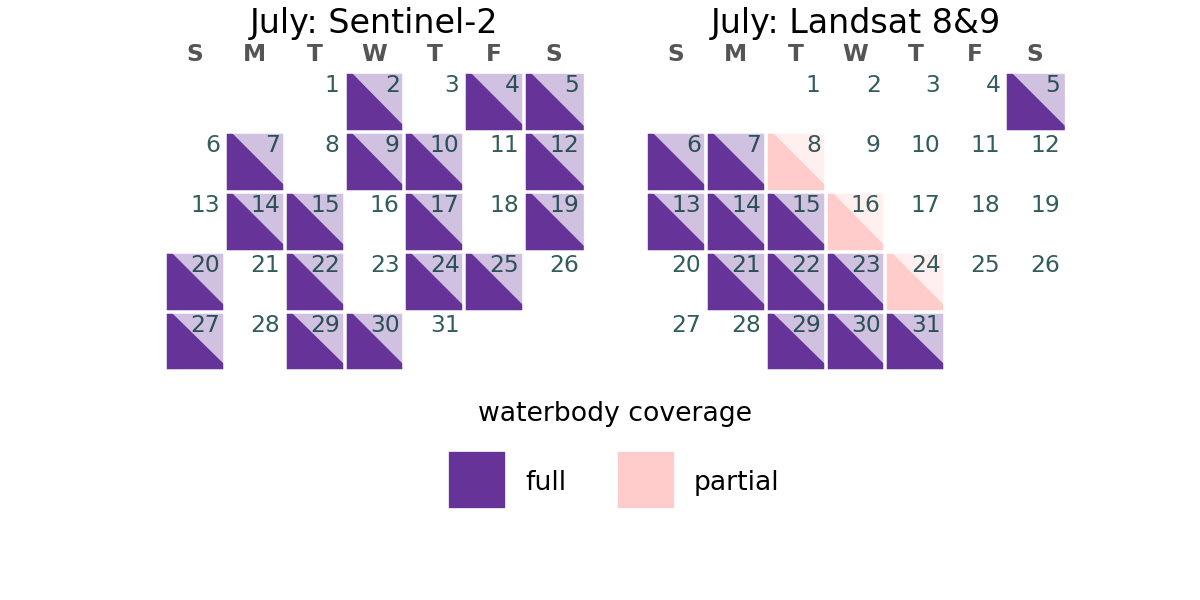 July: Sentinel-2
S M T W T F S
1 2 3 4 5
6 7 8 9 10 11 12
13 14 15 16 17 18 19
20 21 22 23 24 25 26
27 28 29 30 31
July: Landsat 8&9
S M T W T F S
1 2 3 4 5
6 7 8 9 10 11 12
13 14 15 16 17 18 19
20 21 22 23 24 25 26
27 28 29 30 31
waterbody coverage
full
partial